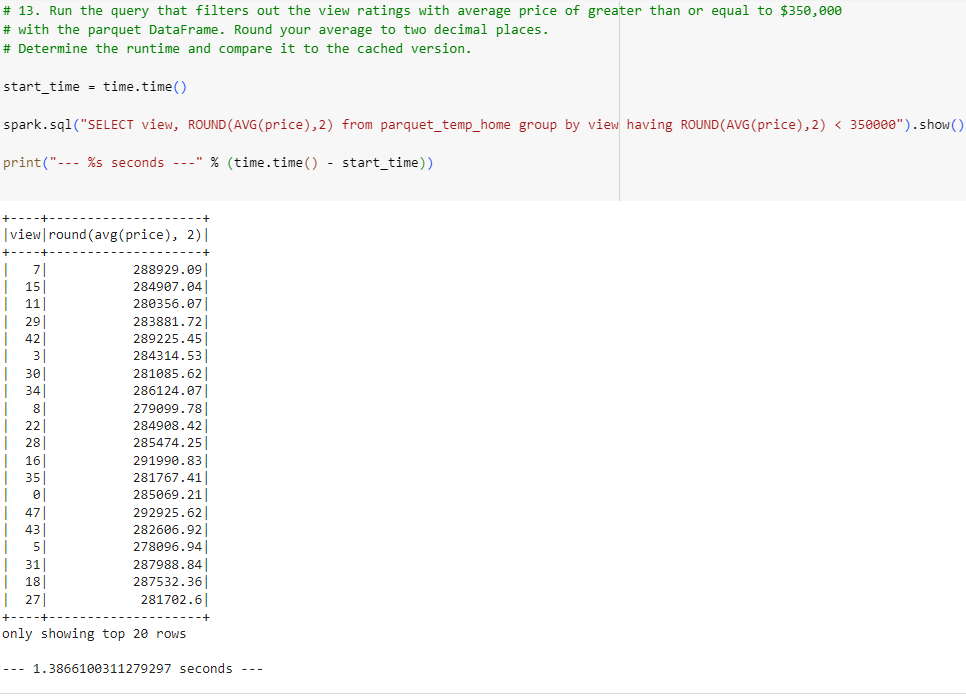 # 13. Run the query that filters out the view ratings with average price of greater than or equal to $350,000
# with the parquet DataFrame. Round your average to two decimal places.
# Determine the runtime and compare it to the cached version.
start_time = time.time()
spark.sql("SELECT view, ROUND(AVG(price),2) from parquet_temp_home group by view having ROUND(AVG(price),2) < 350000").show()
print("--- %s seconds ---" % (time.time() - start_time))
+----+--------------------+
|view|round(avg(price), 2)|
+----+--------------------+
|   7|           288929.09|
|  15|           284907.04|
|  11|           280356.07|
|  29|           283881.72|
|  42|           289225.45|
|   3|           284314.53|
|  30|           281085.62|
|  34|           286124.07|
|   8|           279099.78|
|  22|           284908.42|
|  28|           285474.25|
|  16|           291990.83|
|  35|           281767.41|
|   0|           285069.21|
|  47|           292925.62|
|  43|           282606.92|
|   5|           278096.94|
|  31|           287988.84|
|  18|           287532.36|
|  27|            281702.6|
+----+--------------------+
only showing top 20 rows
--- 1.3866100311279297 seconds ---